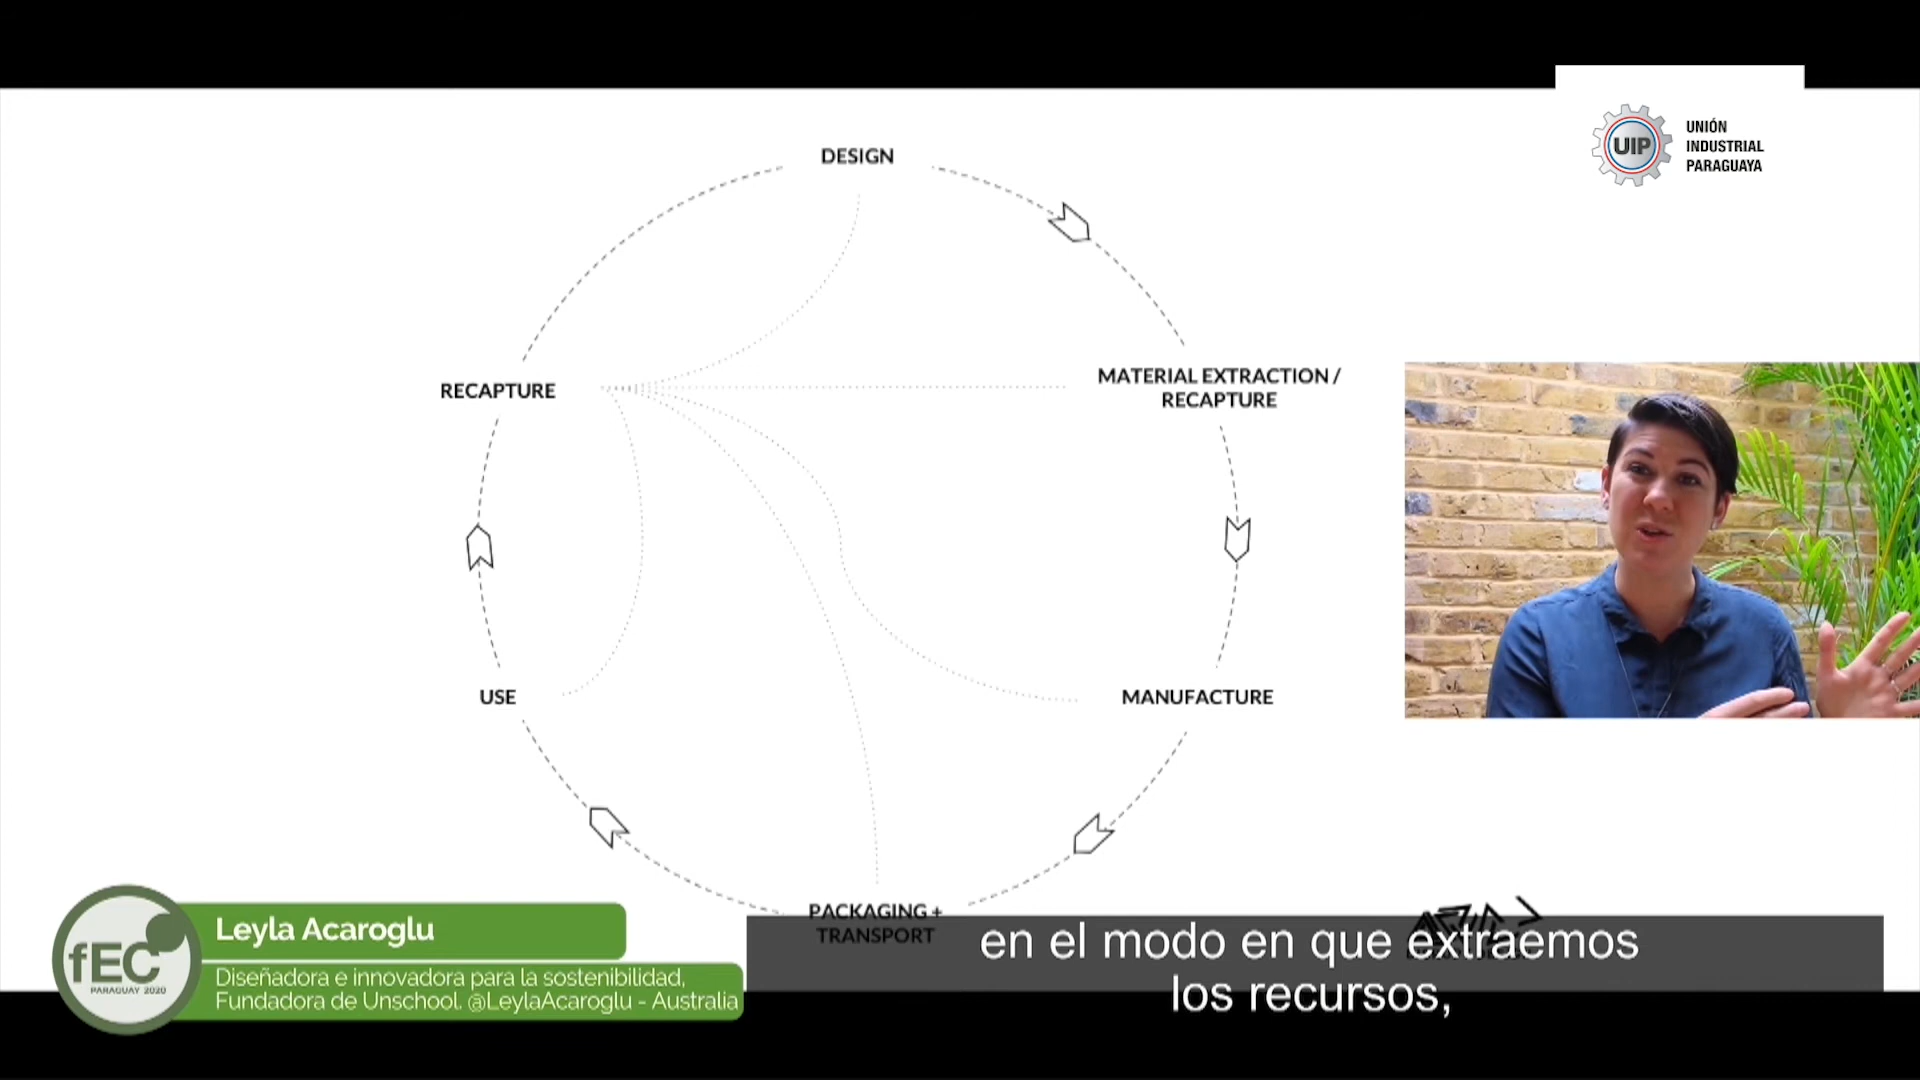 DESIGN
UIP
UNIÓN
INDUSTRIAL
PARAGUAYA
RECAPTURE
MATERIAL EXTRACTION /
RECAPTURE
USE
MANUFACTURE
PACKAGING +
TRANSPORT
fEC
PARAGUAY 2020
Leyla Acaroglu
Diseñadora e innovadora para la sostenibilidad,
Fundadora de Unschool. @LeylaAcaroglu - Australia
en el modo en que extraemos
los recursos,